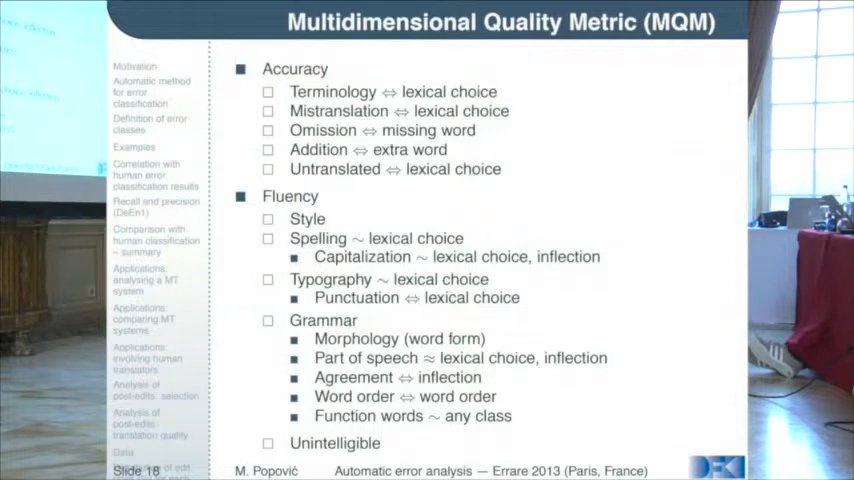 Multidimensional Quality Metric (MQM)
Motivation
Automatic method
for error
classification
Definition of error
classes
Examples
Correlation with
human error
classification results
Recall and precision
(DeEn1)
Comparison with
human classification
– summary
Applications:
analysing a MT
system
Applications:
comparing MT
systems
Applications:
involving human
translators
Analysis of
post-edits: selection
Analysis of
post-edits:
translation quality
Data
Accuracy
Terminology ⇔ lexical choice
Mistranslation ⇔ lexical choice
Omission ⇔ missing word
Addition ⇔ extra word
Untranslated ⇔ lexical choice
Fluency
Style
Spelling ~ lexical choice
Capitalization ~ lexical choice, inflection
Typography ~ lexical choice
Punctuation ⇔ lexical choice
Grammar
Morphology (word form)
Part of speech ≈ lexical choice, inflection
Agreement ⇔ inflection
Word order ⇔ word order
Function words ~ any class
Unintelligible
Slide 16 M. Popović Automatic error analysis — Errare 2013 (Paris, France)